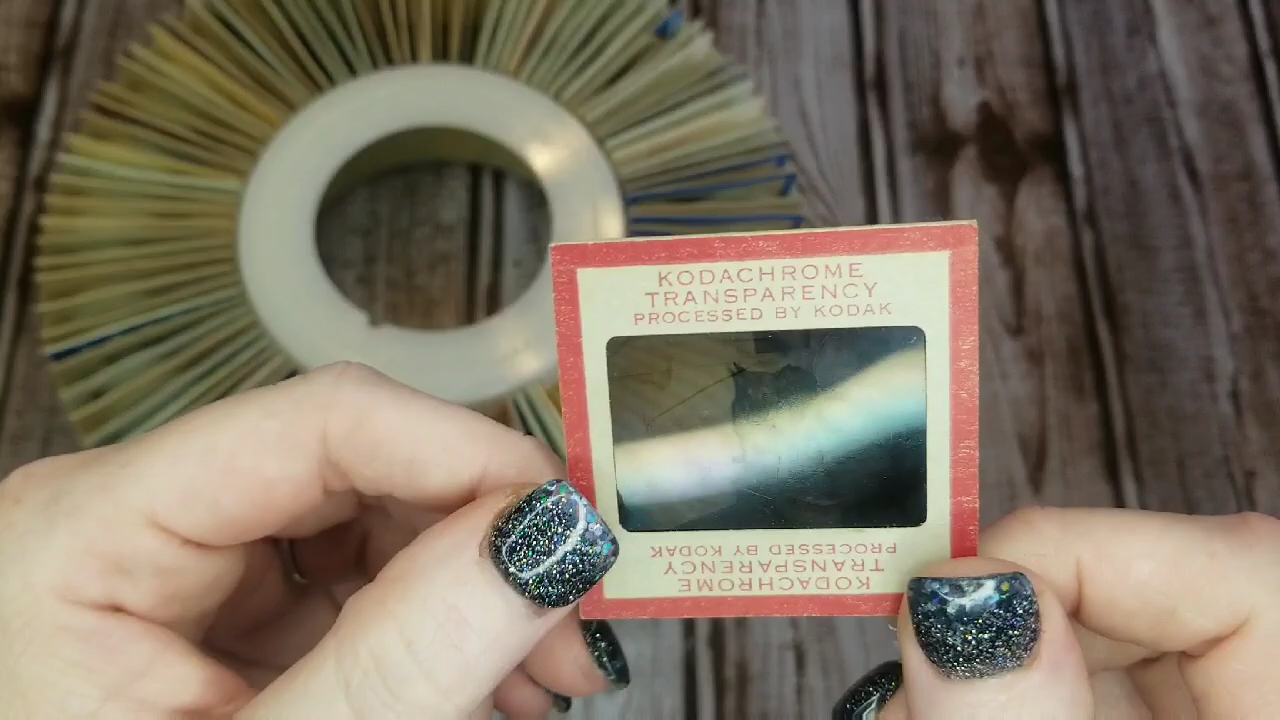 KODACHROME
TRANSPARENCY
PROCESSED BY KODAK
PROCESSED BY KODAK
TRANSPARENCY
KODACHROME